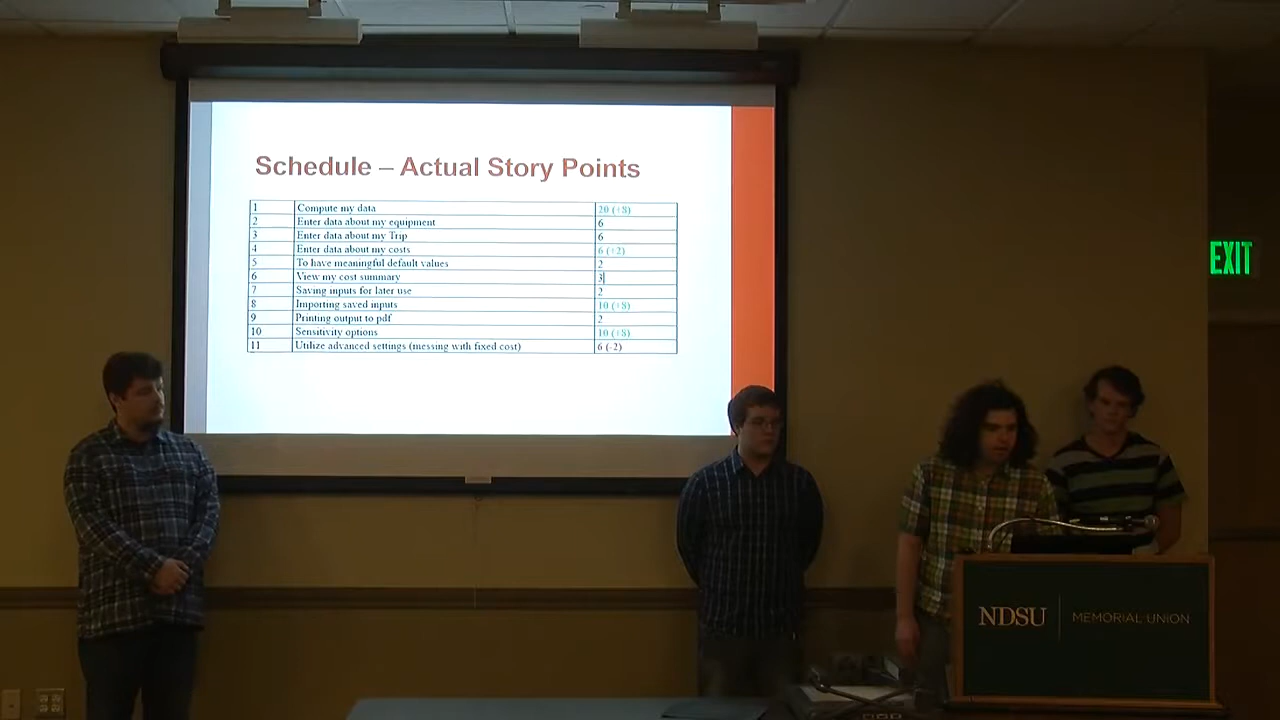 Schedule – Actual Story Points
1 Compute my data 20 (+8)
2 Enter data about my equipment 6
3 Enter data about my Trip 6
4 Enter data about my costs 6 (+2)
5 To have meaningful default values 2
6 View my cost summary 3
7 Saving inputs for later use 2
8 Importing saved inputs 10 (+8)
9 Printing output to pdf 2
10 Sensitivity options 10 (+8)
11 Utilize advanced settings (messing with fixed cost) 6 (-2)
EXIT
NDSU MEMORIAL UNION